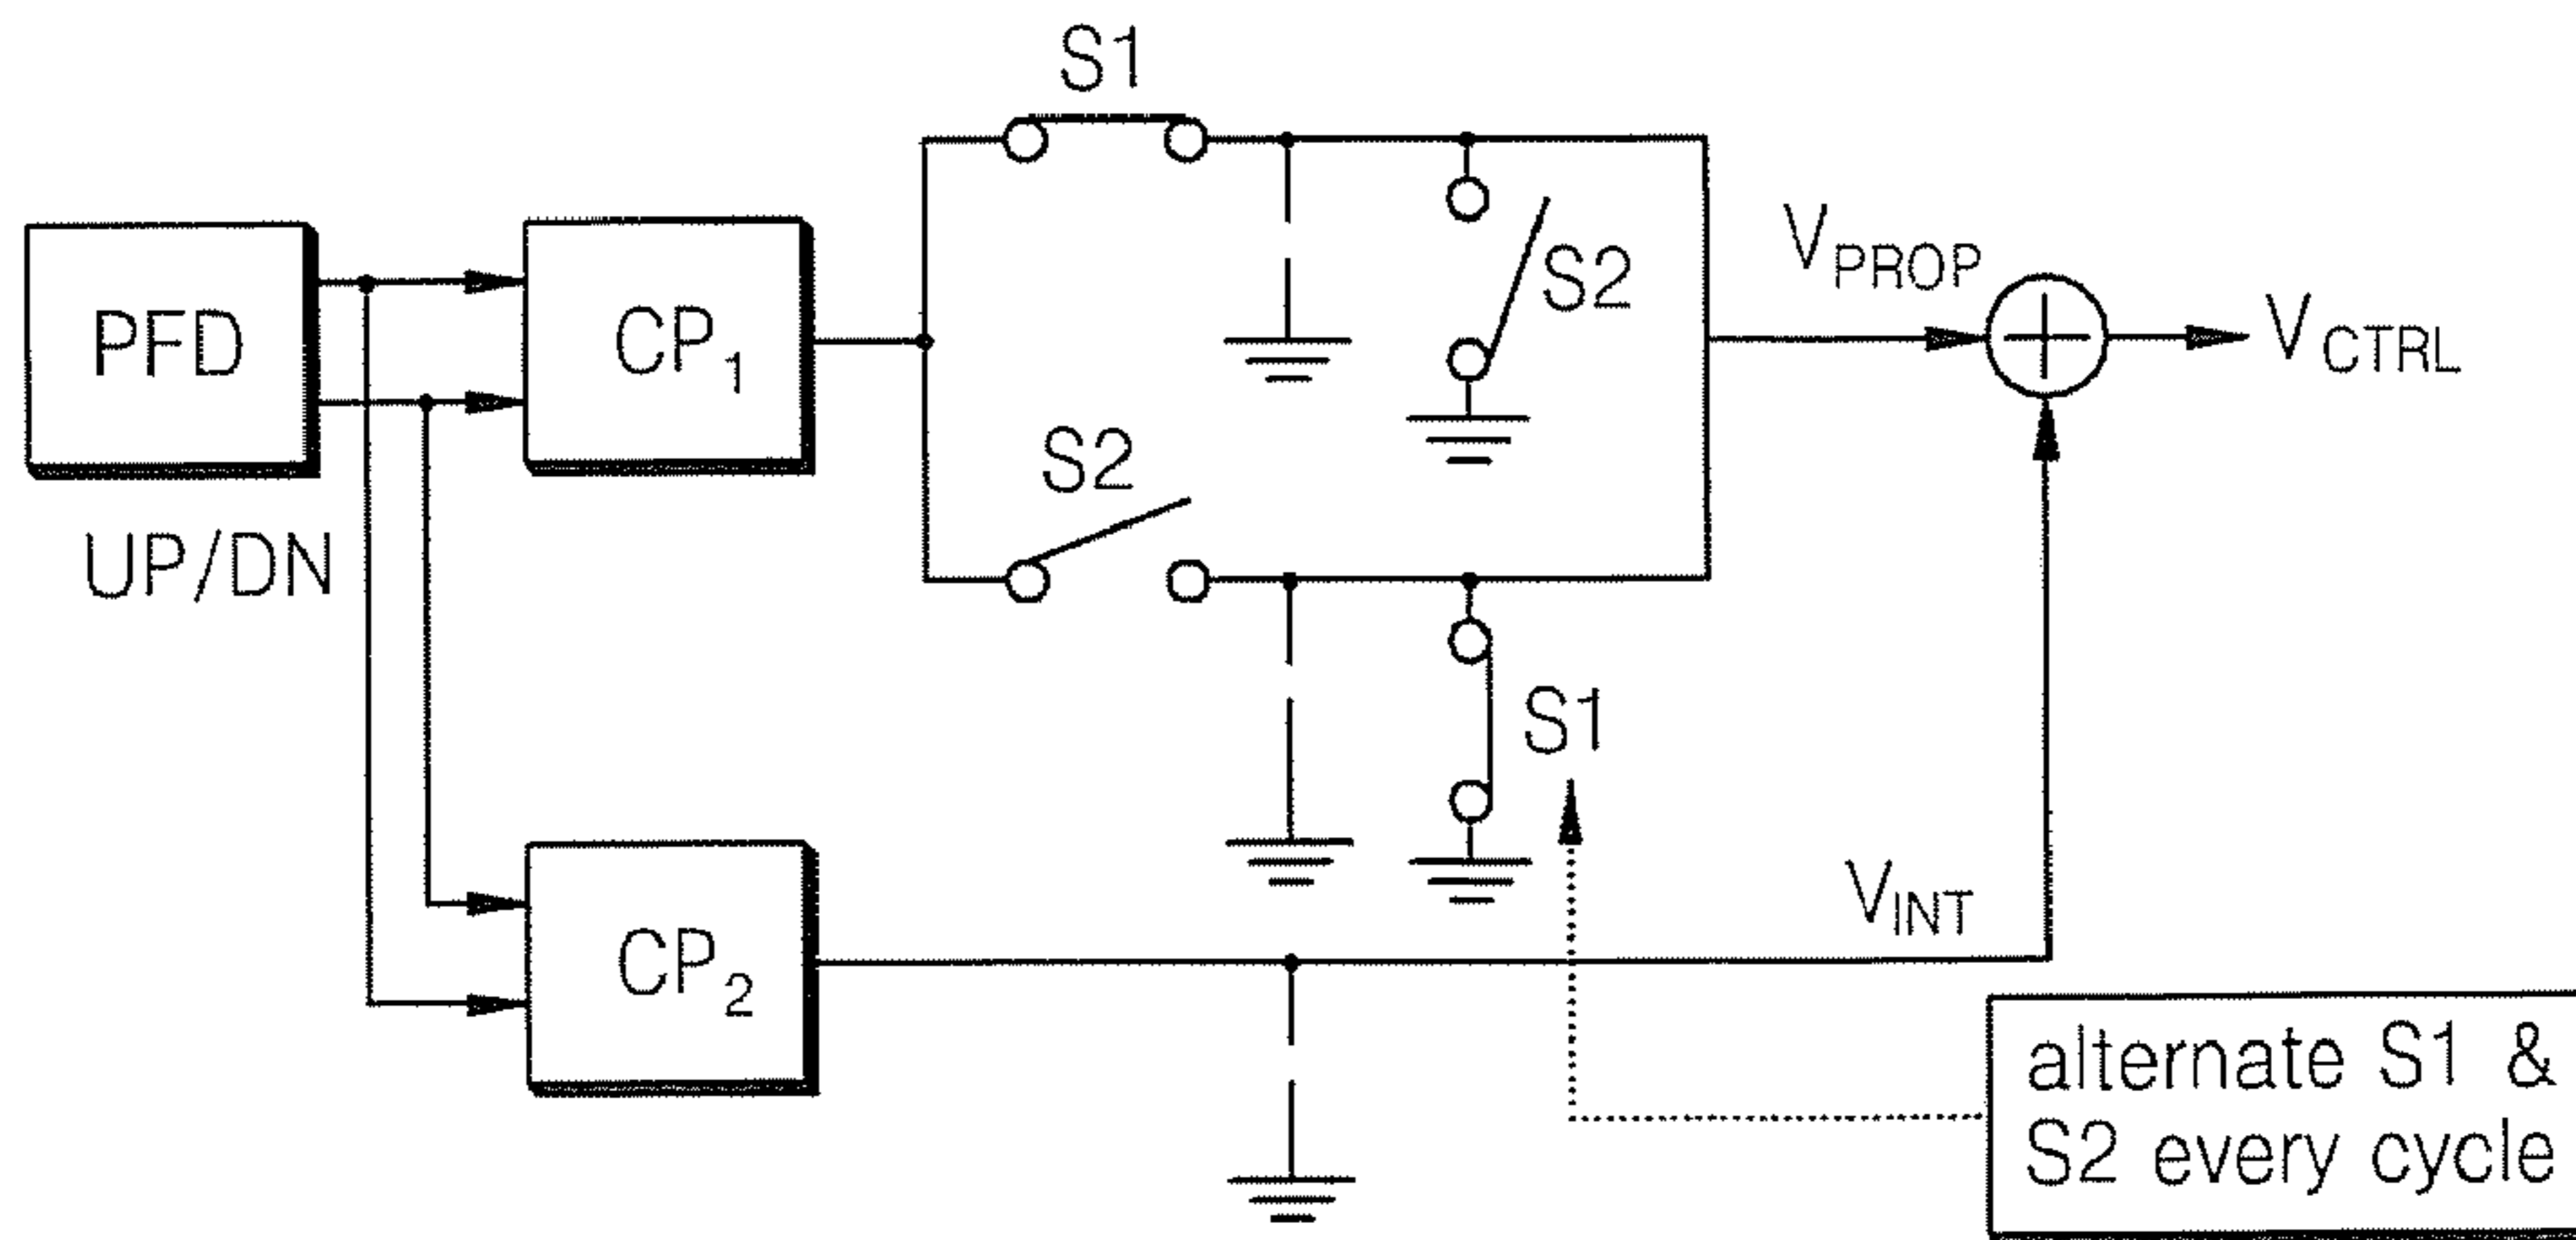 S1
PFD
CP1
S2
VPROP
VCTRL
S2
UP/DN
S1
CP2
VINT
alternate S1 &
S2 every cycle